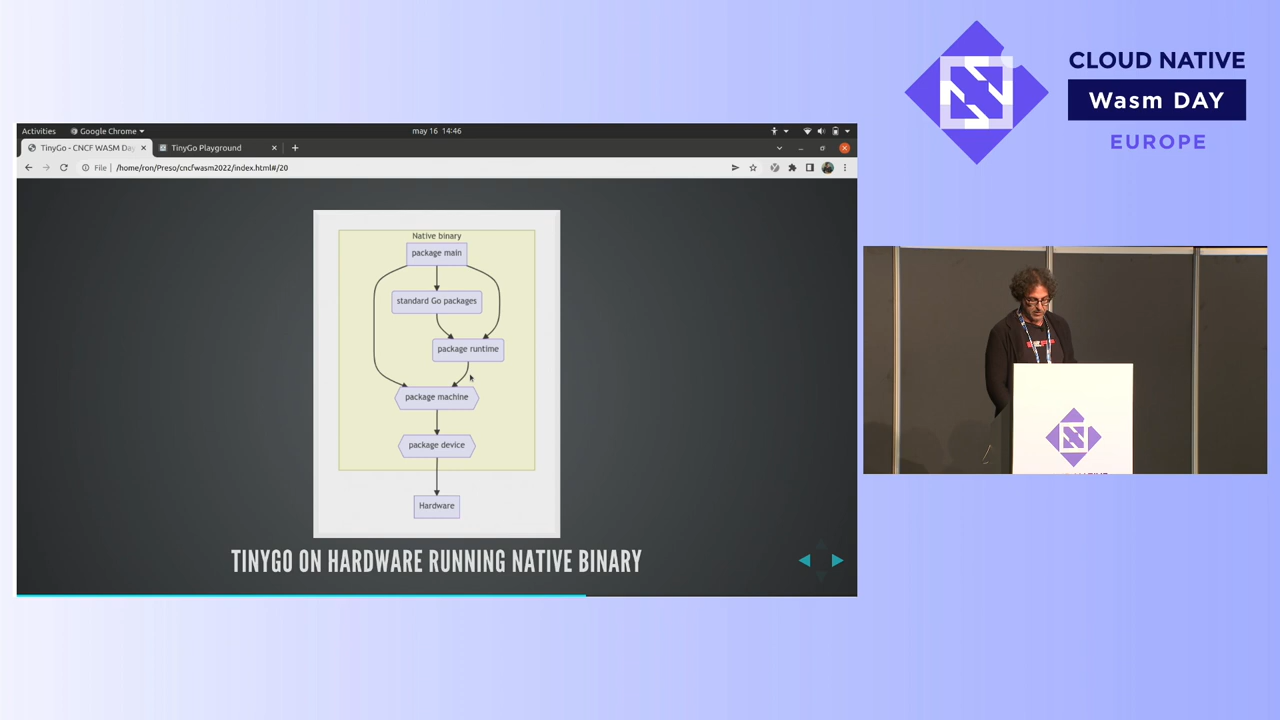 CLOUD NATIVE
Wasm DAY
EUROPE
Activities
Google Chrome
may 16 14:46
TinyGo - CNCF WASM Day
TinyGo Playground
File
/home/ron/Preso/cncfwasm2022/index.html#/20
Native binary
package main
standard Go packages
package runtime
package machine
package device
Hardware
TINYGO ON HARDWARE RUNNING NATIVE BINARY